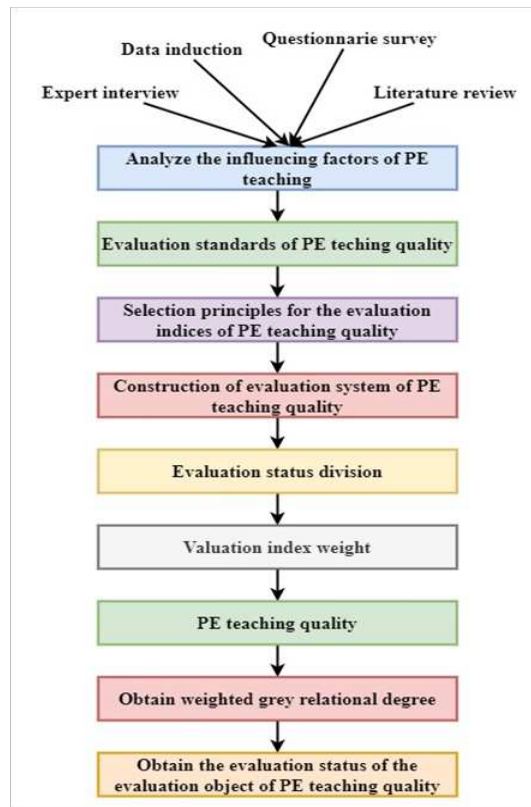 Questionnarie survey
Data induction
Expert interview
Literature review
Analyze the influencing factors of PE
teaching
Evaluation standards of PE teching quality
Selection principles for the evaluation
indices of PE teaching quality
Construction of evaluation system of PE
teaching quality
Evaluation status division
Valuation index weight
PE teaching quality
Obtain weighted grey relational degree
Obtain the evaluation status of the
evaluation object of PE teaching quality